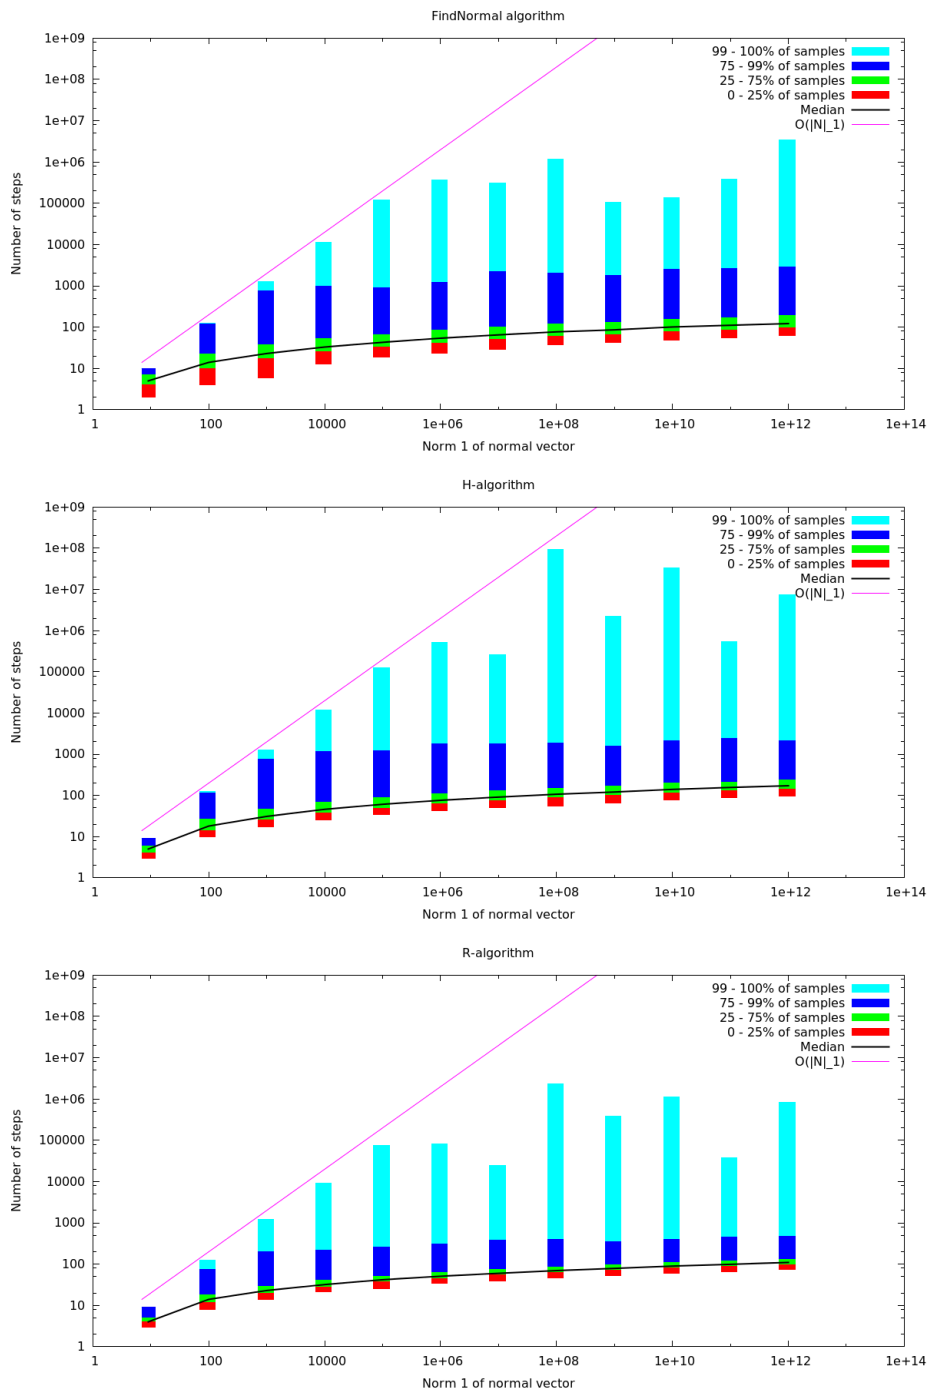 FindNormal algorithm
1e+09
1e+08
1e+07
1e+06
100000
10000
1000
100
10
1
Number of steps
99 - 100% of samples
75 - 99% of samples
25 - 75% of samples
0 - 25% of samples
Median
O(|N|_1)
1 100 10000 1e+06 1e+08 1e+10 1e+12 1e+14
Norm 1 of normal vector
H-algorithm
1e+09
1e+08
1e+07
1e+06
100000
10000
1000
100
10
1
Number of steps
99 - 100% of samples
75 - 99% of samples
25 - 75% of samples
0 - 25% of samples
Median
O(|N|_1)
1 100 10000 1e+06 1e+08 1e+10 1e+12 1e+14
Norm 1 of normal vector
R-algorithm
1e+09
1e+08
1e+07
1e+06
100000
10000
1000
100
10
1
Number of steps
99 - 100% of samples
75 - 99% of samples
25 - 75% of samples
0 - 25% of samples
Median
O(|N|_1)
1 100 10000 1e+06 1e+08 1e+10 1e+12 1e+14
Norm 1 of normal vector